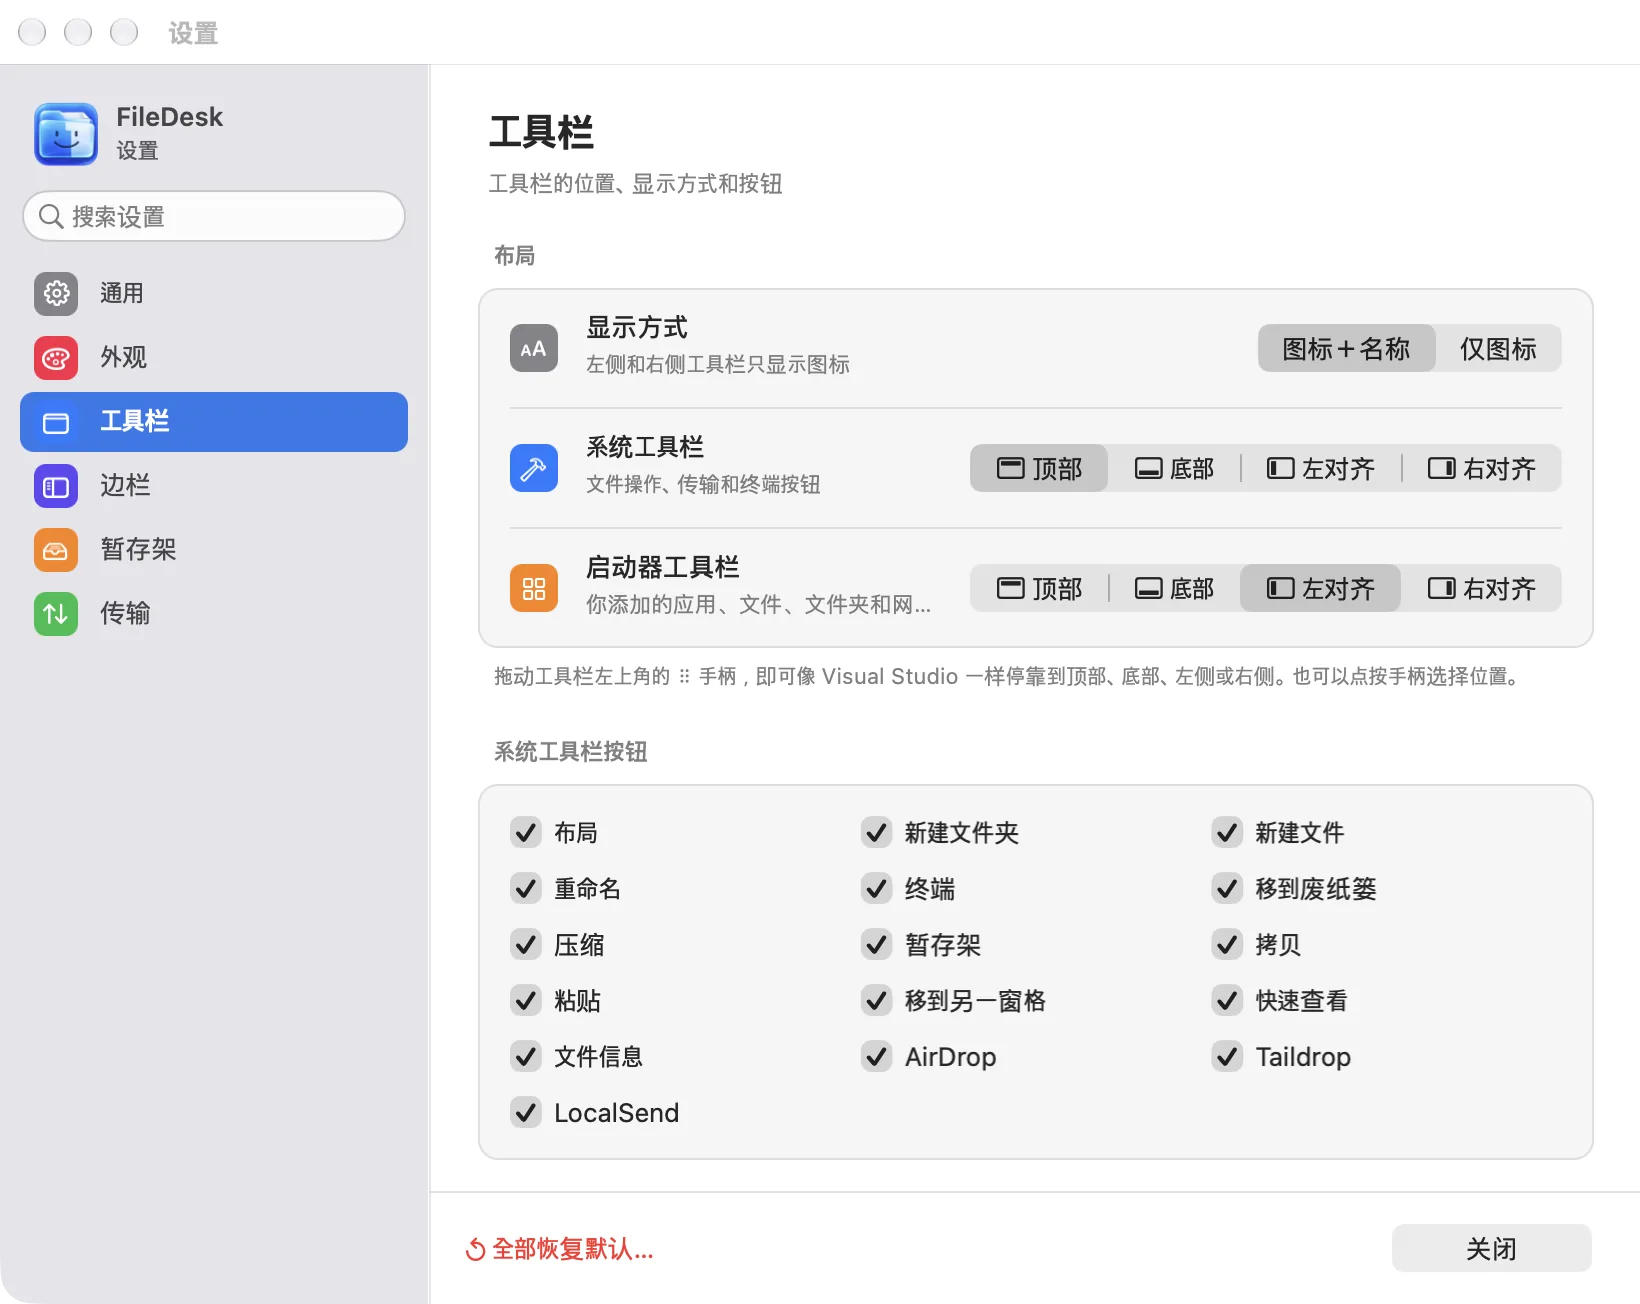 设置
FileDesk
设置
搜索设置
通用
外观
工具栏
边栏
暂存架
传输
工具栏
工具栏的位置、显示方式和按钮
布局
AA
显示方式
左侧和右侧工具栏只显示图标
图标＋名称 仅图标
系统工具栏
文件操作、传输和终端按钮
顶部 底部 左对齐 右对齐
启动器工具栏
你添加的应用、文件、文件夹和网…
顶部 底部 左对齐 右对齐
拖动工具栏左上角的 ⠿ 手柄，即可像 Visual Studio 一样停靠到顶部、底部、左侧或右侧。也可以点按手柄选择位置。
系统工具栏按钮
布局 新建文件夹 新建文件
重命名 终端 移到废纸篓
压缩 暂存架 拷贝
粘贴 移到另一窗格 快速查看
文件信息 AirDrop Taildrop
LocalSend
全部恢复默认…
关闭